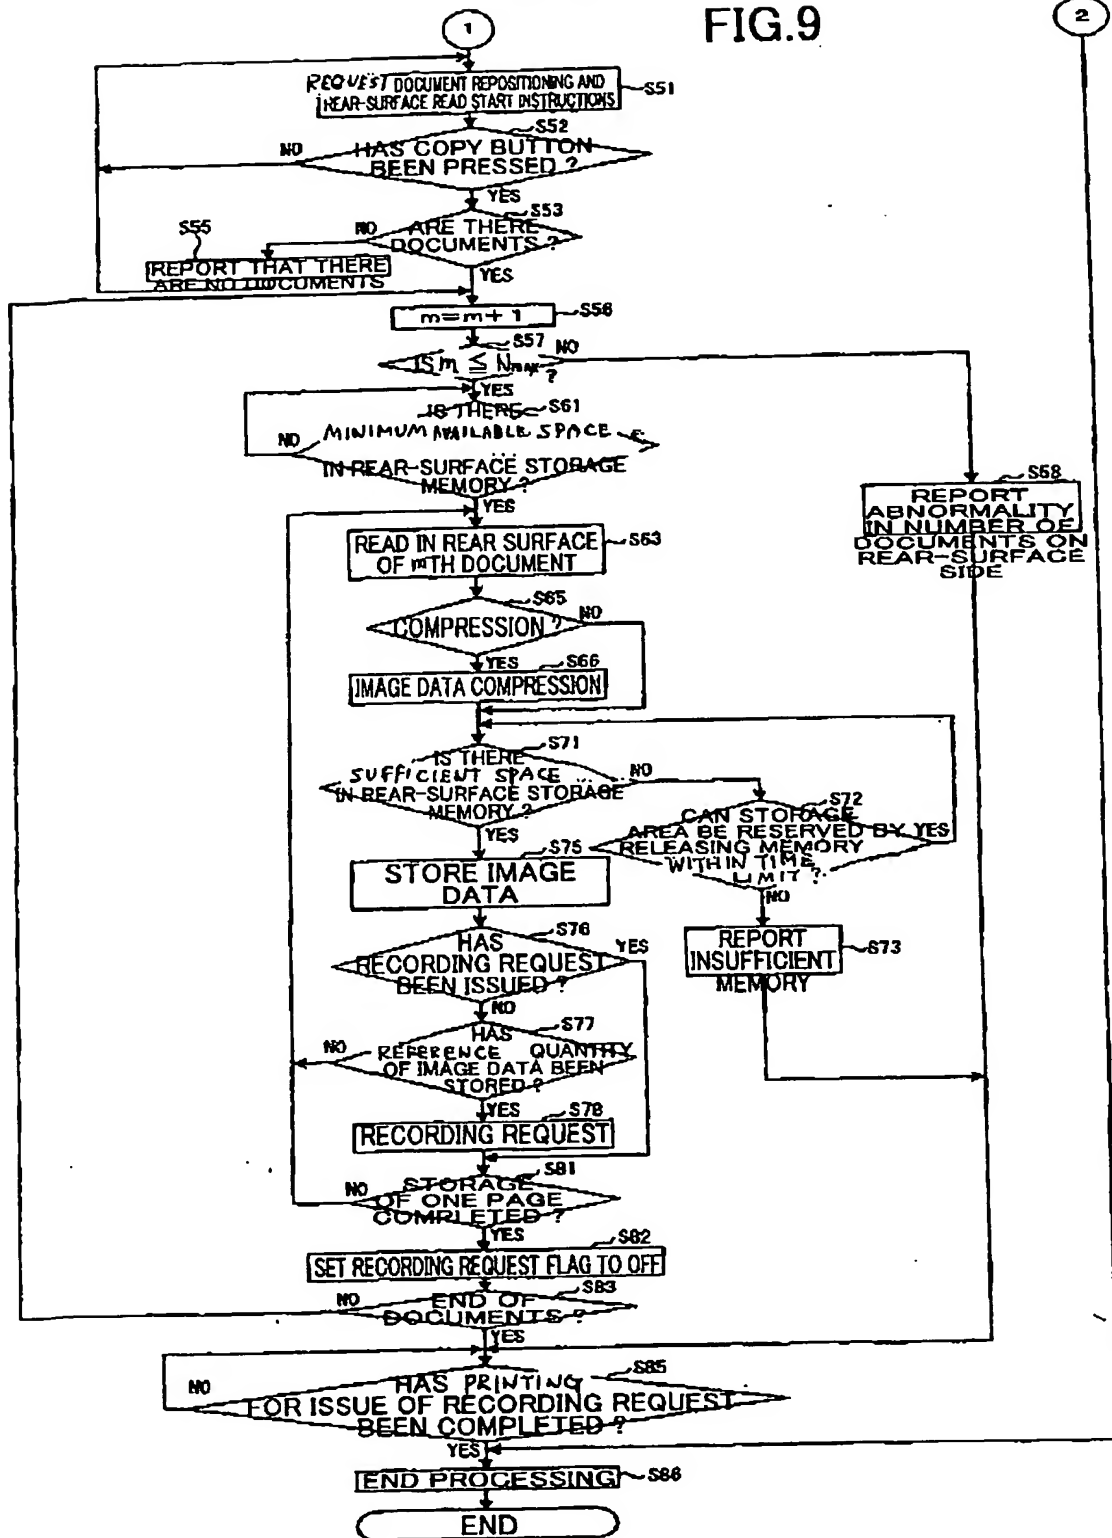 FIG.9
1
2
REQUEST DOCUMENT REPOSITIONING AND
REAR-SURFACE READ START INSTRUCTIONS
S51
S52
HAS COPY BUTTON
BEEN PRESSED ?
NO
YES
S53
ARE THERE
DOCUMENTS ?
NO
YES
S55
REPORT THAT THERE
ARE NO DOCUMENTS
m=m+1
S56
S57
IS m ≦ Nmax ?
NO
YES
S61
IS THERE
MINIMUM AVAILABLE SPACE
IN REAR-SURFACE STORAGE
MEMORY ?
NO
YES
S58
REPORT
ABNORMALITY
IN NUMBER OF
DOCUMENTS ON
REAR-SURFACE
SIDE
READ IN REAR SURFACE
OF mTH DOCUMENT
S63
S65
COMPRESSION ?
NO
YES
S66
IMAGE DATA COMPRESSION
S71
IS THERE
SUFFICIENT SPACE
IN REAR-SURFACE STORAGE
MEMORY ?
NO
YES
S72
CAN STORAGE
AREA BE RESERVED BY
RELEASING MEMORY
WITHIN TIME
LIMIT ?
YES
NO
S75
STORE IMAGE
DATA
REPORT
INSUFFICIENT
MEMORY
S73
S76
HAS
RECORDING REQUEST
BEEN ISSUED ?
YES
NO
S77
HAS
REFERENCE QUANTITY
OF IMAGE DATA BEEN
STORED ?
NO
YES
S78
RECORDING REQUEST
S81
STORAGE
OF ONE PAGE
COMPLETED ?
NO
YES
S82
SET RECORDING REQUEST FLAG TO OFF
S83
END OF
DOCUMENTS ?
NO
YES
S85
HAS PRINTING
FOR ISSUE OF RECORDING REQUEST
BEEN COMPLETED ?
NO
YES
END PROCESSING
S86
END